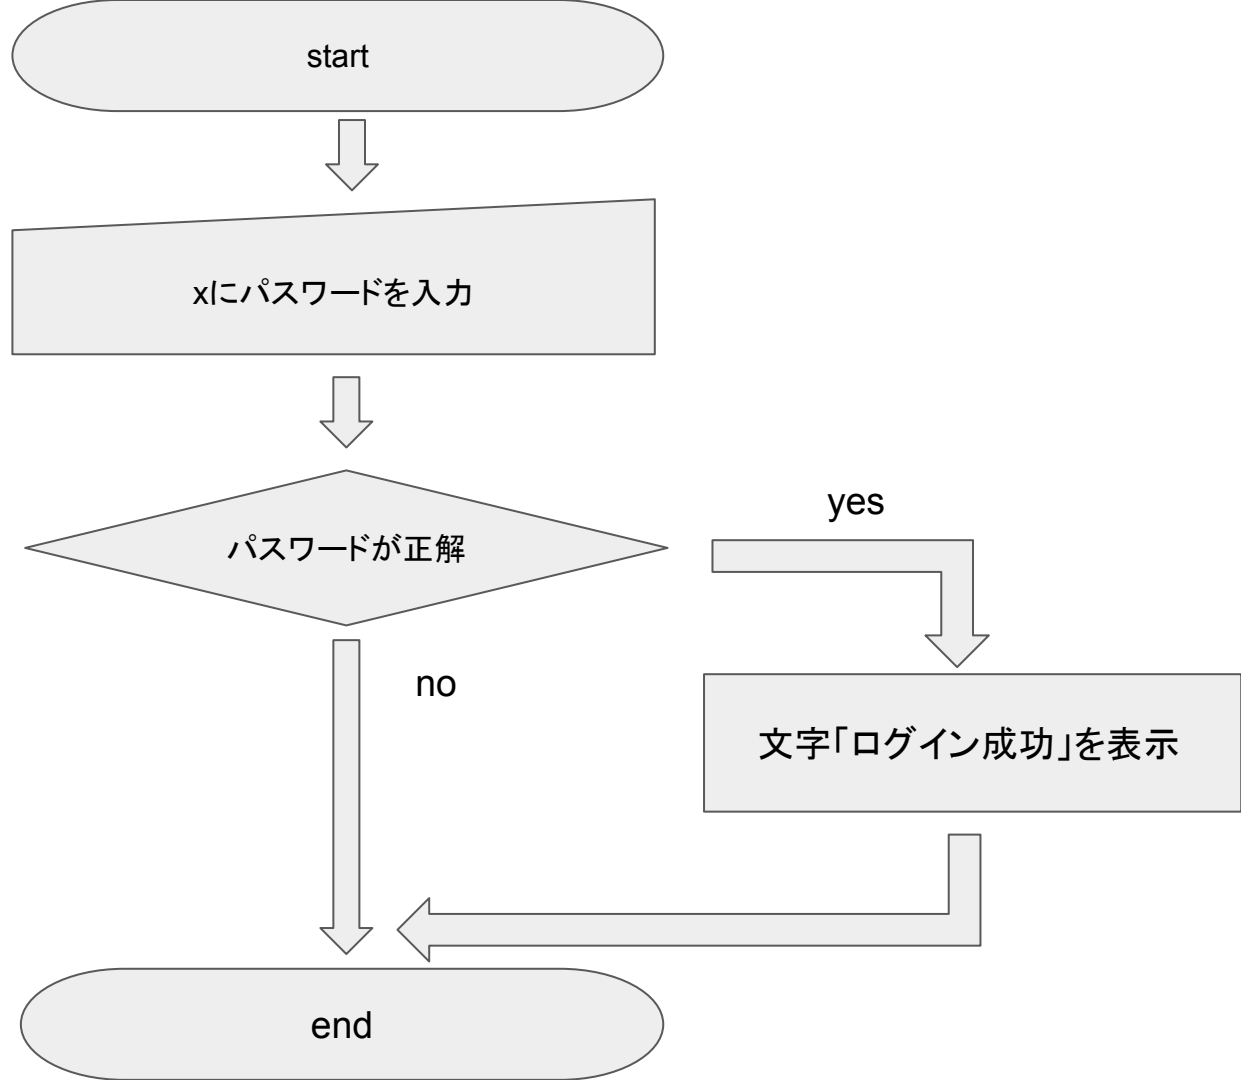 start
xにパスワードを入力
パスワードが正解
yes
no
文字「ログイン成功」を表示
end